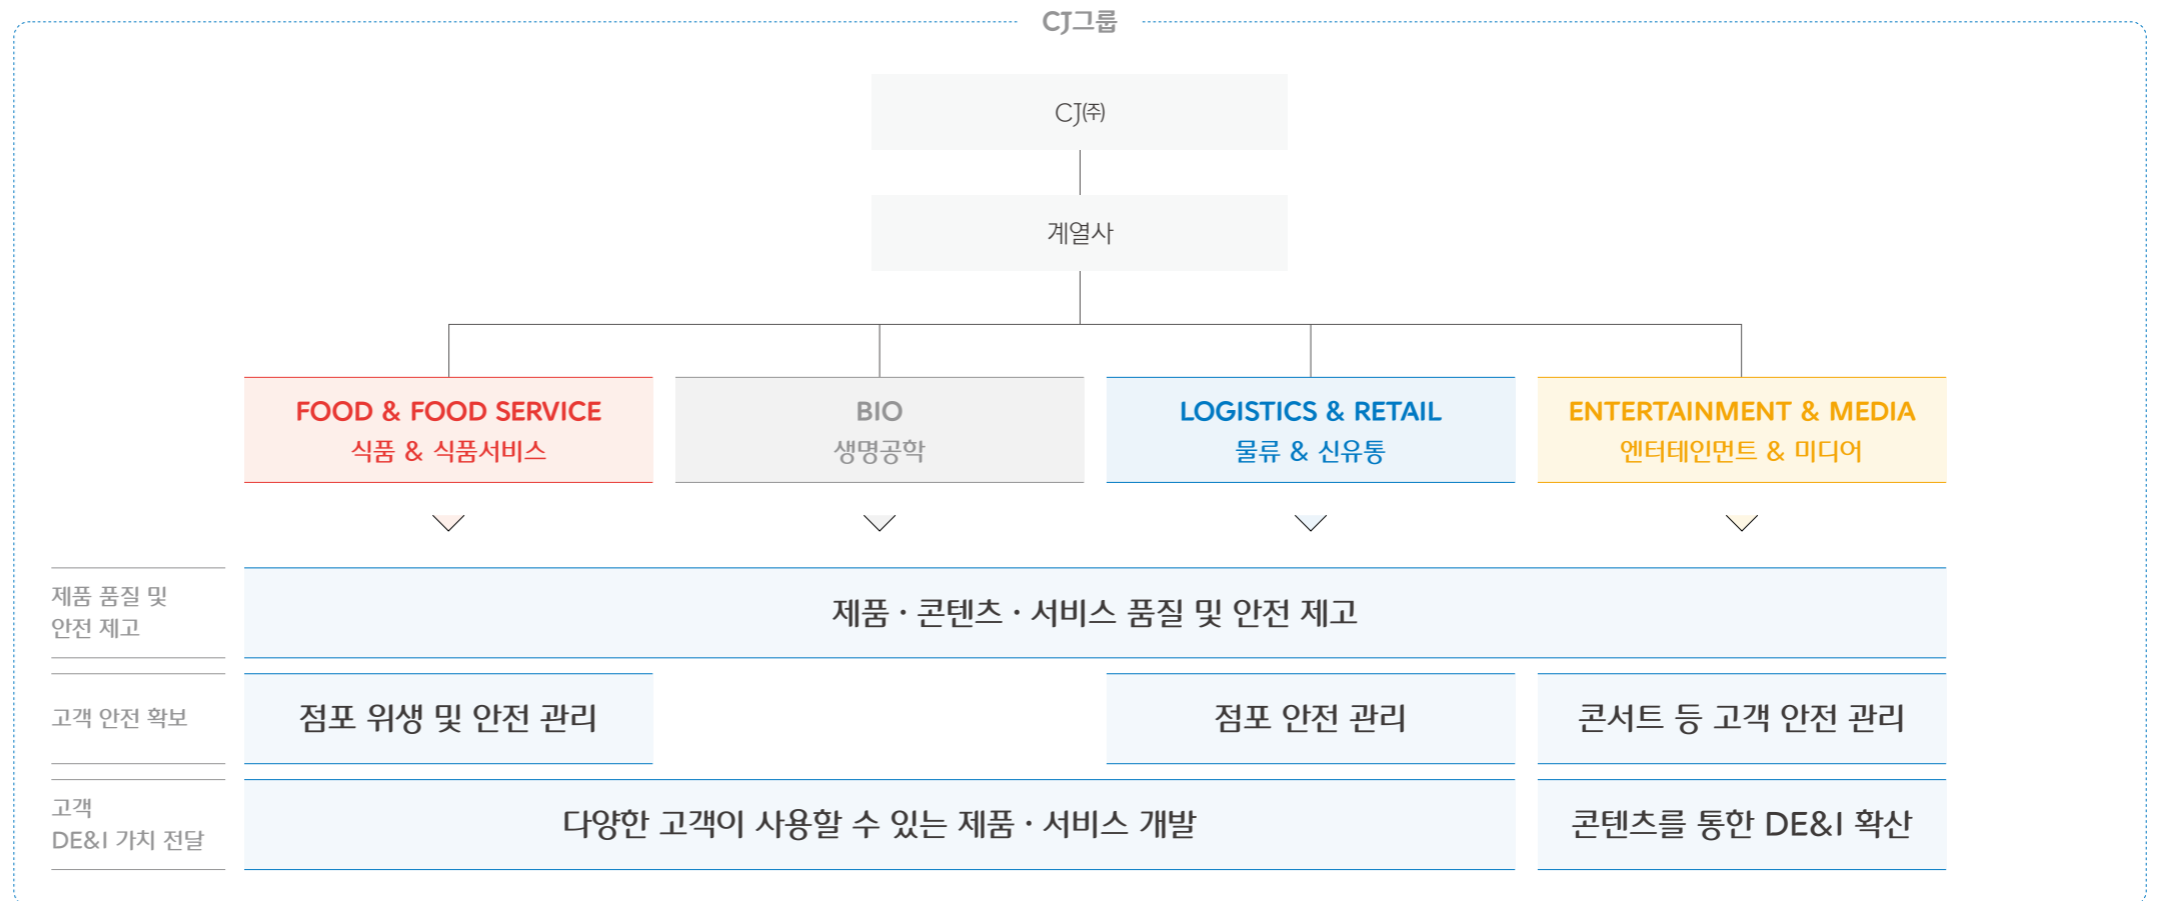 CJ그룹
CJ㈜
계열사
FOOD & FOOD SERVICE
식품 & 식품서비스
BIO
생명공학
LOGISTICS & RETAIL
물류 & 신유통
ENTERTAINMENT & MEDIA
엔터테인먼트 & 미디어
제품 품질 및
안전 제고
제품 · 콘텐츠 · 서비스 품질 및 안전 제고
고객 안전 확보
점포 위생 및 안전 관리
점포 안전 관리
콘서트 등 고객 안전 관리
고객
DE&I 가치 전달
다양한 고객이 사용할 수 있는 제품 · 서비스 개발
콘텐츠를 통한 DE&I 확산